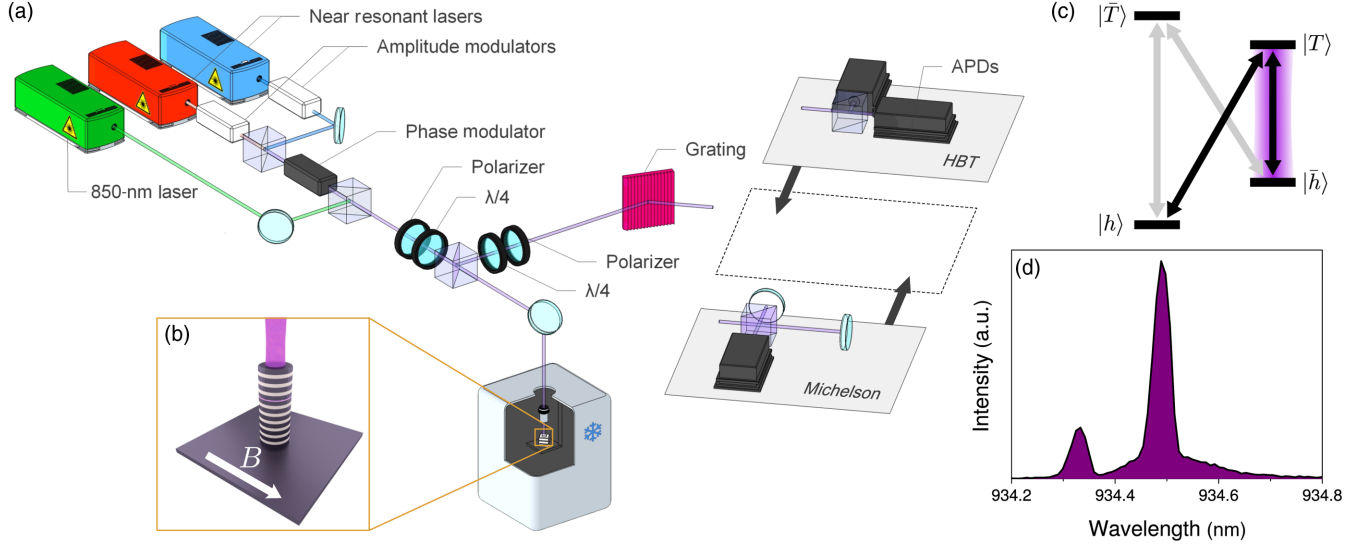 (a)
Near resonant lasers
Amplitude modulators
Phase modulator
Polarizer
λ/4
850-nm laser
Grating
Polarizer
λ/4
APDs
HBT
Michelson
(b)
B
(c)
|T̄⟩
|T⟩
|h̄⟩
|h⟩
(d)
Intensity (a.u.)
934.2 934.4 934.6 934.8
Wavelength (nm)